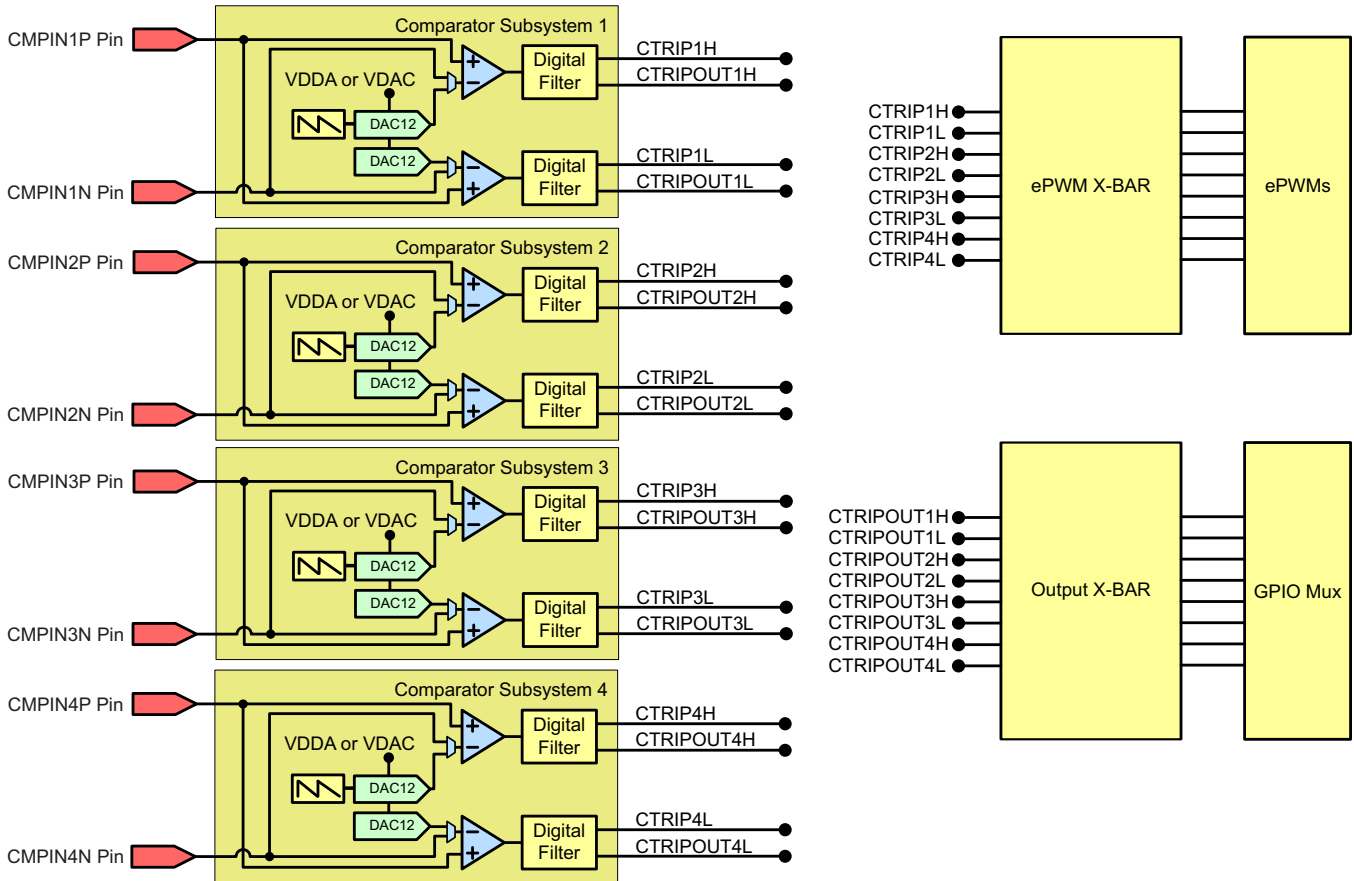 Comparator Subsystem 1
CMPIN1P Pin
VDDA or VDAC
DAC12
DAC12
Digital
Filter
CTRIP1H
CTRIPOUT1H
Digital
Filter
CTRIP1L
CTRIPOUT1L
CMPIN1N Pin
Comparator Subsystem 2
CMPIN2P Pin
VDDA or VDAC
DAC12
DAC12
Digital
Filter
CTRIP2H
CTRIPOUT2H
Digital
Filter
CTRIP2L
CTRIPOUT2L
CMPIN2N Pin
Comparator Subsystem 3
CMPIN3P Pin
VDDA or VDAC
DAC12
DAC12
Digital
Filter
CTRIP3H
CTRIPOUT3H
Digital
Filter
CTRIP3L
CTRIPOUT3L
CMPIN3N Pin
Comparator Subsystem 4
CMPIN4P Pin
VDDA or VDAC
DAC12
DAC12
Digital
Filter
CTRIP4H
CTRIPOUT4H
Digital
Filter
CTRIP4L
CTRIPOUT4L
CMPIN4N Pin
CTRIP1H
CTRIP1L
CTRIP2H
CTRIP2L
CTRIP3H
CTRIP3L
CTRIP4H
CTRIP4L
ePWM X-BAR
ePWMs
CTRIPOUT1H
CTRIPOUT1L
CTRIPOUT2H
CTRIPOUT2L
CTRIPOUT3H
CTRIPOUT3L
CTRIPOUT4H
CTRIPOUT4L
Output X-BAR
GPIO Mux